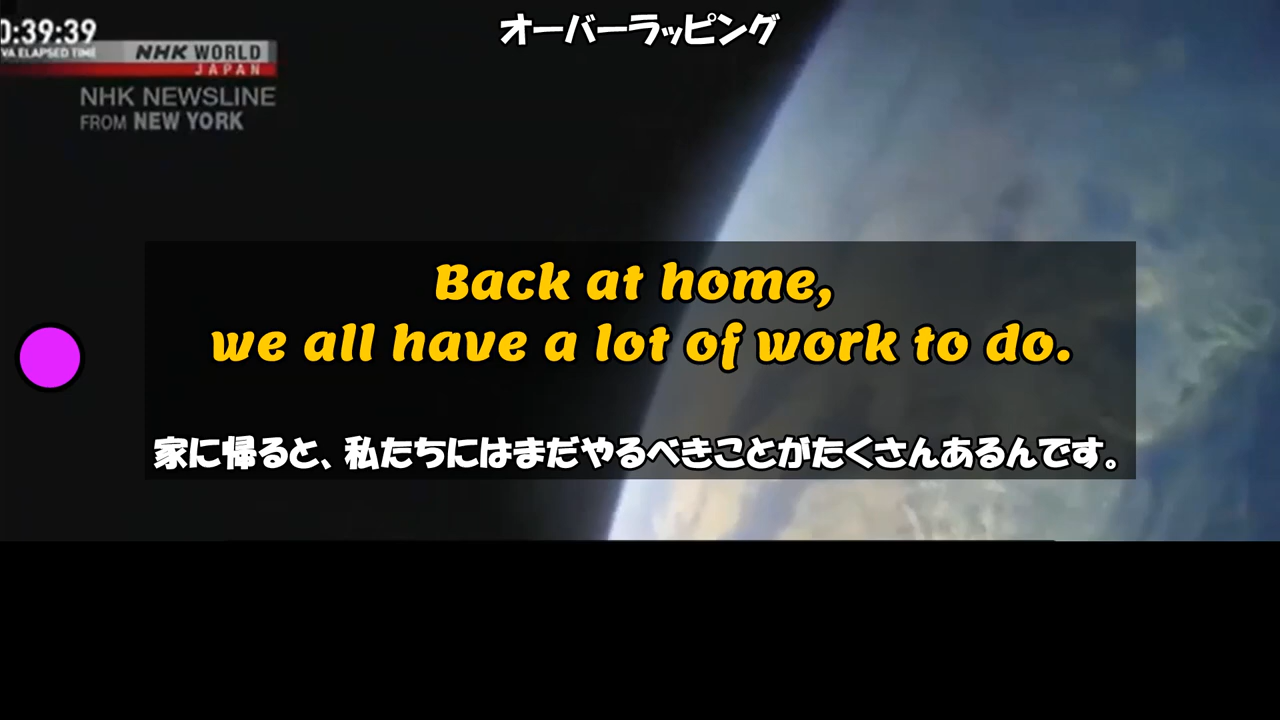 オーバーラッピング
0:39:39
VA ELAPSED TIME
NHK WORLD
JAPAN
NHK NEWSLINE
FROM NEW YORK
Back at home,
we all have a lot of work to do.
家に帰ると、私たちにはまだやるべきことがたくさんあるんです。